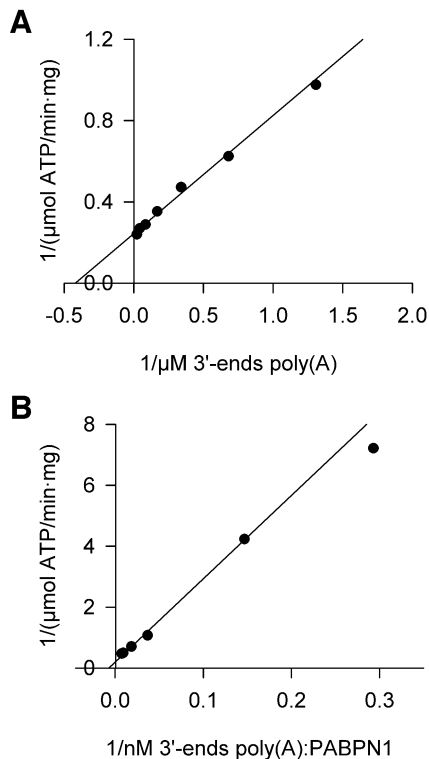 A
1.2
0.8
0.4
0.0
1/(μmol ATP/min·mg)
-0.5 0.0 0.5 1.0 1.5 2.0
1/μM 3'-ends poly(A)
B
8
6
4
2
0
1/(μmol ATP/min·mg)
0.0 0.1 0.2 0.3
1/nM 3'-ends poly(A):PABPN1